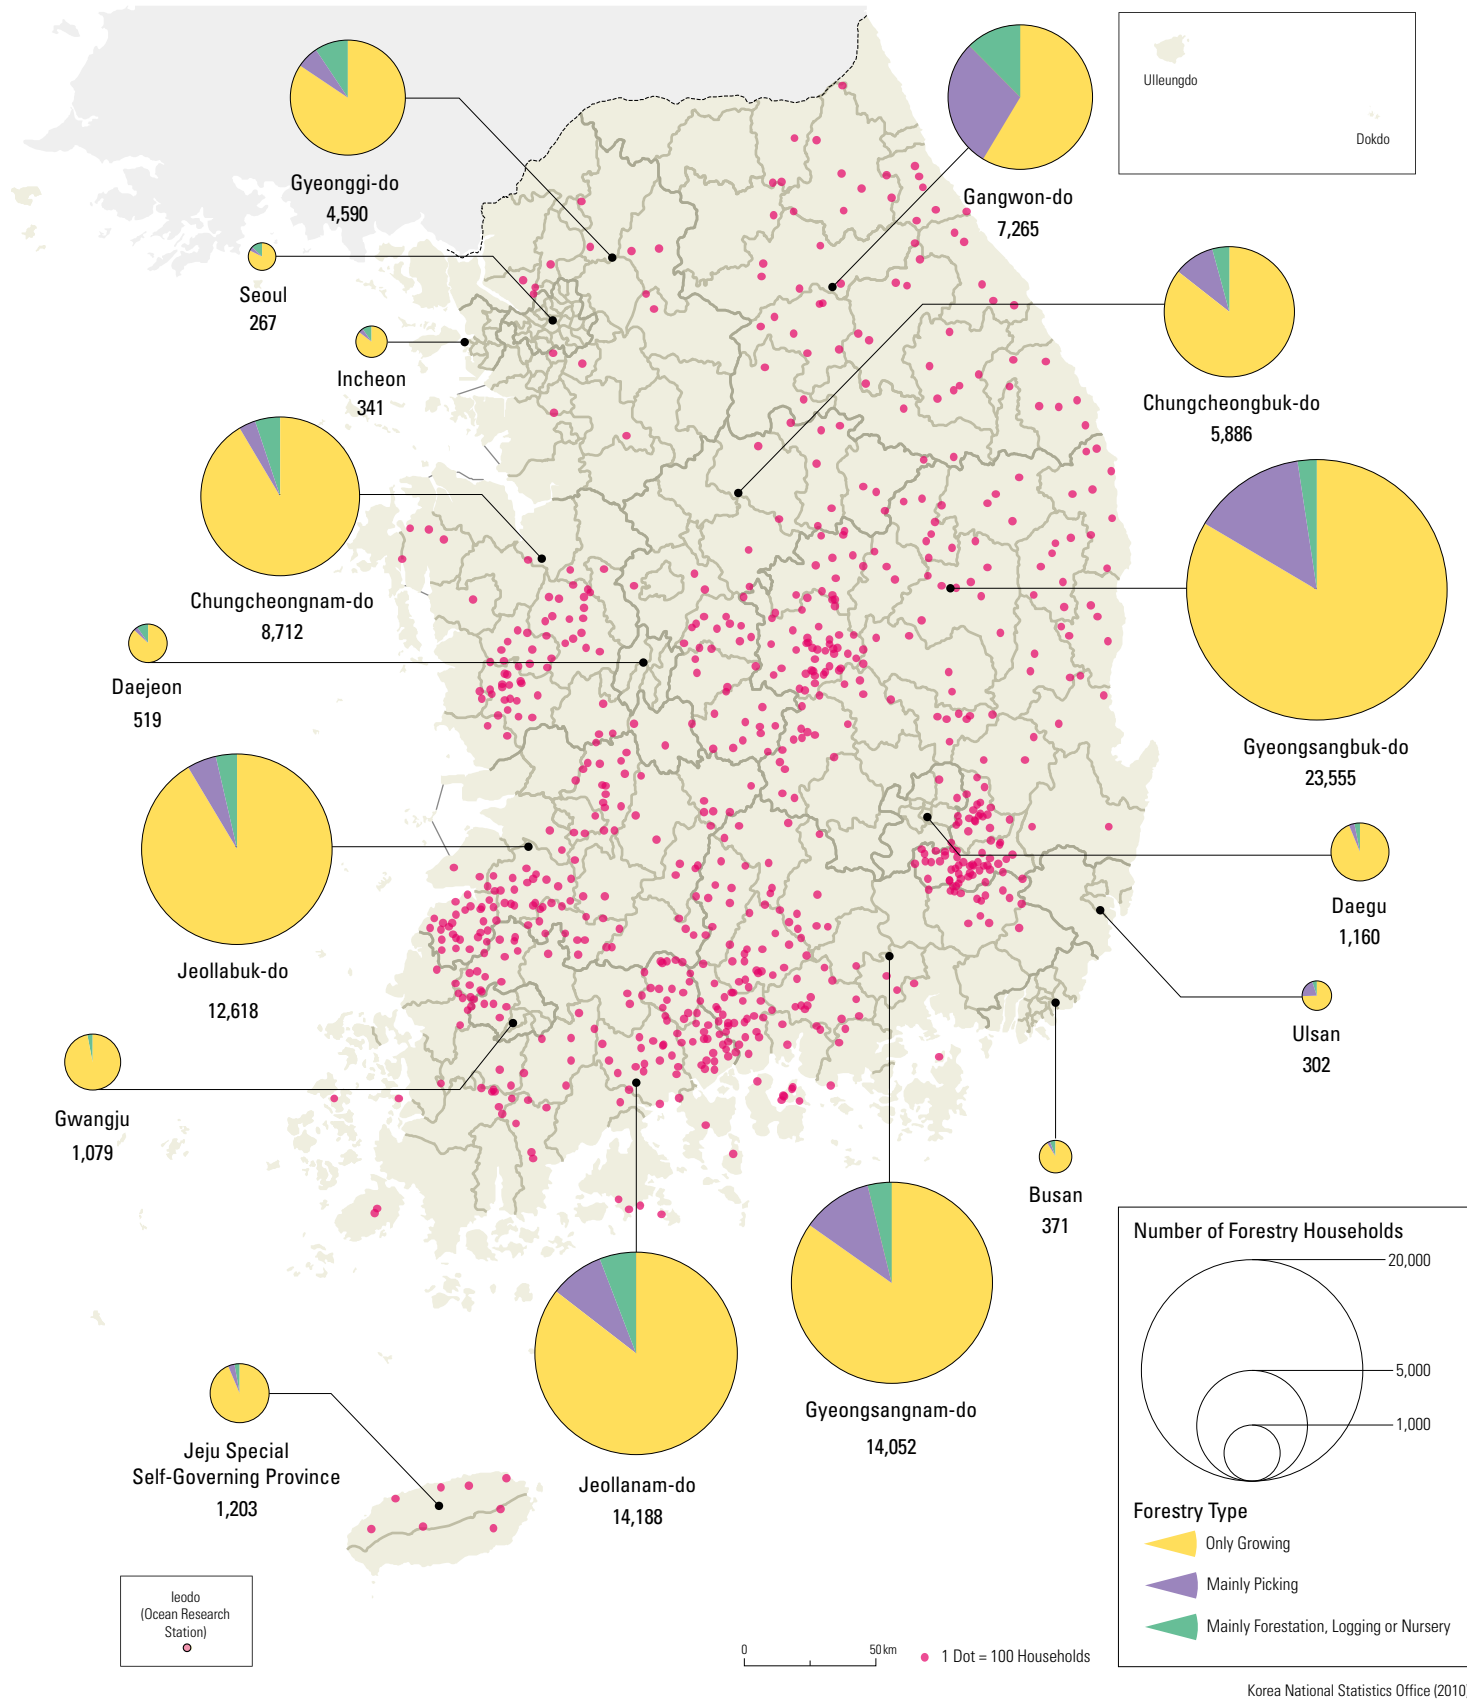 Ulleungdo
Dokdo
Gyeonggi-do
4,590
Gangwon-do
7,265
Seoul
267
Incheon
341
Chungcheongbuk-do
5,886
Chungcheongnam-do
8,712
Gyeongsangbuk-do
23,555
Daejeon
519
Jeollabuk-do
12,618
Daegu
1,160
Ulsan
302
Gwangju
1,079
Busan
371
Gyeongsangnam-do
14,052
Jeollanam-do
14,188
Jeju Special
Self-Governing Province
1,203
Ieodo
(Ocean Research
Station)
Number of Forestry Households
20,000
5,000
1,000
Forestry Type
Only Growing
Mainly Picking
Mainly Forestation, Logging or Nursery
0 50 km
1 Dot = 100 Households
Korea National Statistics Office (2010)